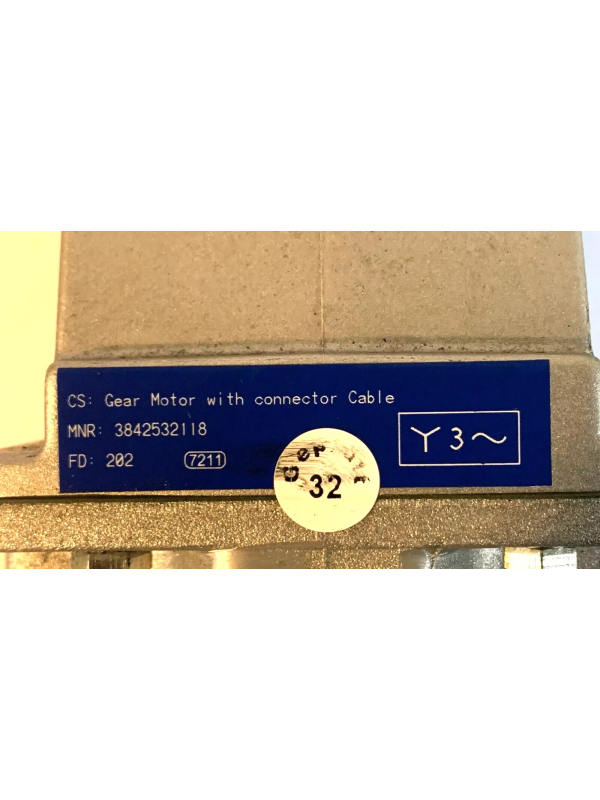 CS: Gear Motor with connector Cable
MNR: 3842532118
FD: 202 7211
Y 3~
32